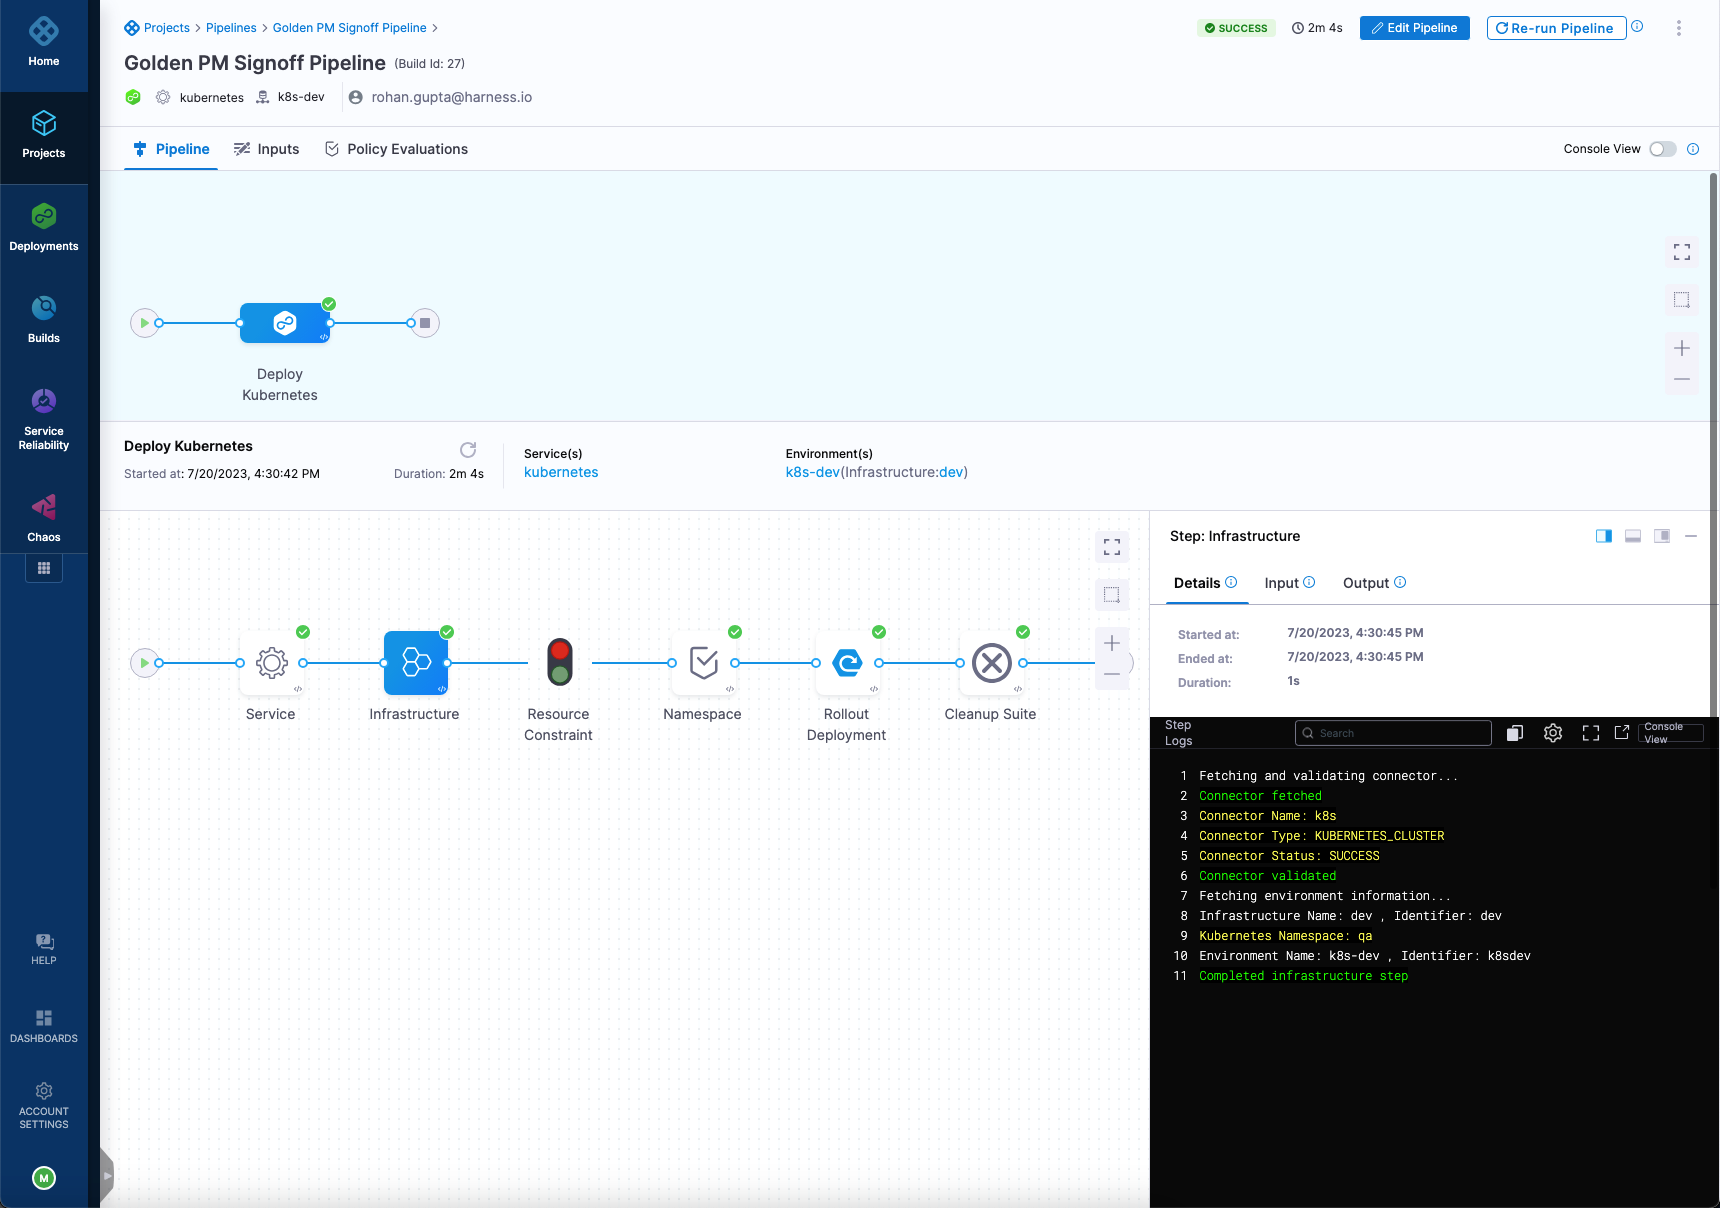 Home
Projects
Deployments
Builds
Service
Reliability
Chaos
HELP
DASHBOARDS
ACCOUNT
SETTINGS
M
Projects > Pipelines > Golden PM Signoff Pipeline >
SUCCESS
2m 4s
Edit Pipeline
Re-run Pipeline
Golden PM Signoff Pipeline (Build Id: 27)
kubernetes
k8s-dev
rohan.gupta@harness.io
Pipeline
Inputs
Policy Evaluations
Console View
Deploy
Kubernetes
Deploy Kubernetes
Started at: 7/20/2023, 4:30:42 PM
Duration: 2m 4s
Service(s)
kubernetes
Environment(s)
k8s-dev(Infrastructure:dev)
Service
Infrastructure
Resource
Constraint
Namespace
Rollout
Deployment
Cleanup Suite
Step: Infrastructure
Details
Input
Output
Started at: 7/20/2023, 4:30:45 PM
Ended at: 7/20/2023, 4:30:45 PM
Duration: 1s
Step
Logs
Search
Console
View
1 Fetching and validating connector...
2 Connector fetched
3 Connector Name: k8s
4 Connector Type: KUBERNETES_CLUSTER
5 Connector Status: SUCCESS
6 Connector validated
7 Fetching environment information...
8 Infrastructure Name: dev , Identifier: dev
9 Kubernetes Namespace: qa
10 Environment Name: k8s-dev , Identifier: k8sdev
11 Completed infrastructure step